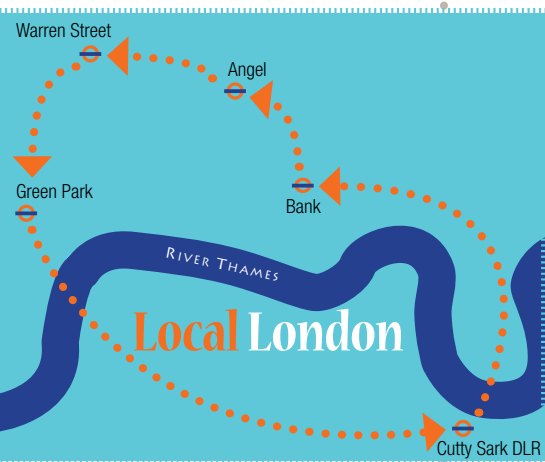 Warren Street
Angel
Green Park
Bank
RIVER THAMES
Local London
Cutty Sark DLR